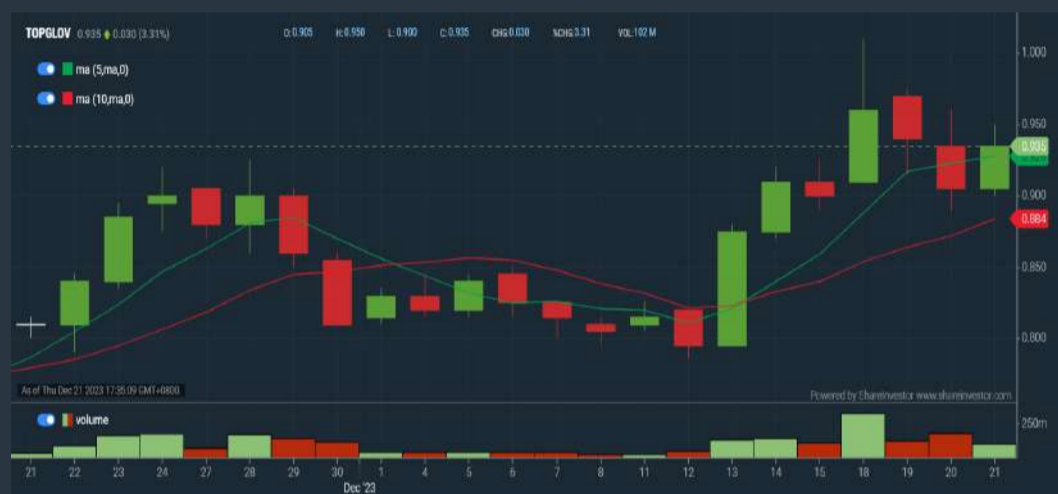 TOPGLOV 0.935 0.030 (3.31%) O:0.905 H:0.950 L:0.900 C:0.935 CHG:0.030 %CHG:3.31 VOL:102 M
ma (5,ma,0)
ma (10,ma,0)
1.000
0.950
0.935
0.900
0.884
0.850
0.800
As of Thu Dec 21 2023 17:35:09 GMT+0800
Powered by ShareInvestor www.shareinvestor.com
volume
250m
21 22 23 24 27 28 29 30 1 4 5 6 7 8 11 12 13 14 15 18 19 20 21
Dec '23